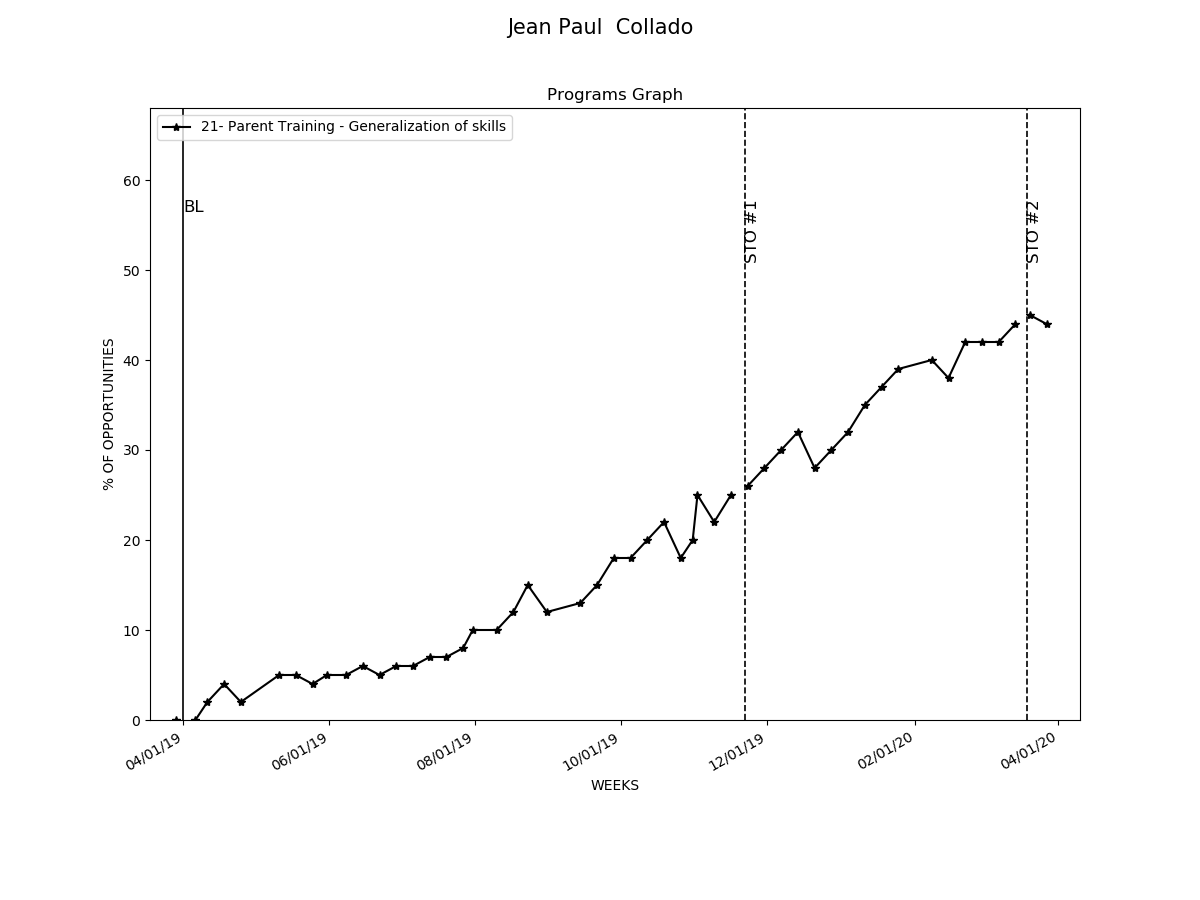 Jean Paul  Collado
Programs Graph
21- Parent Training - Generalization of skills
BL
STO #1
STO #2
% OF OPPORTUNITIES
60
50
40
30
20
10
0
04/01/19
06/01/19
08/01/19
10/01/19
12/01/19
02/01/20
04/01/20
WEEKS